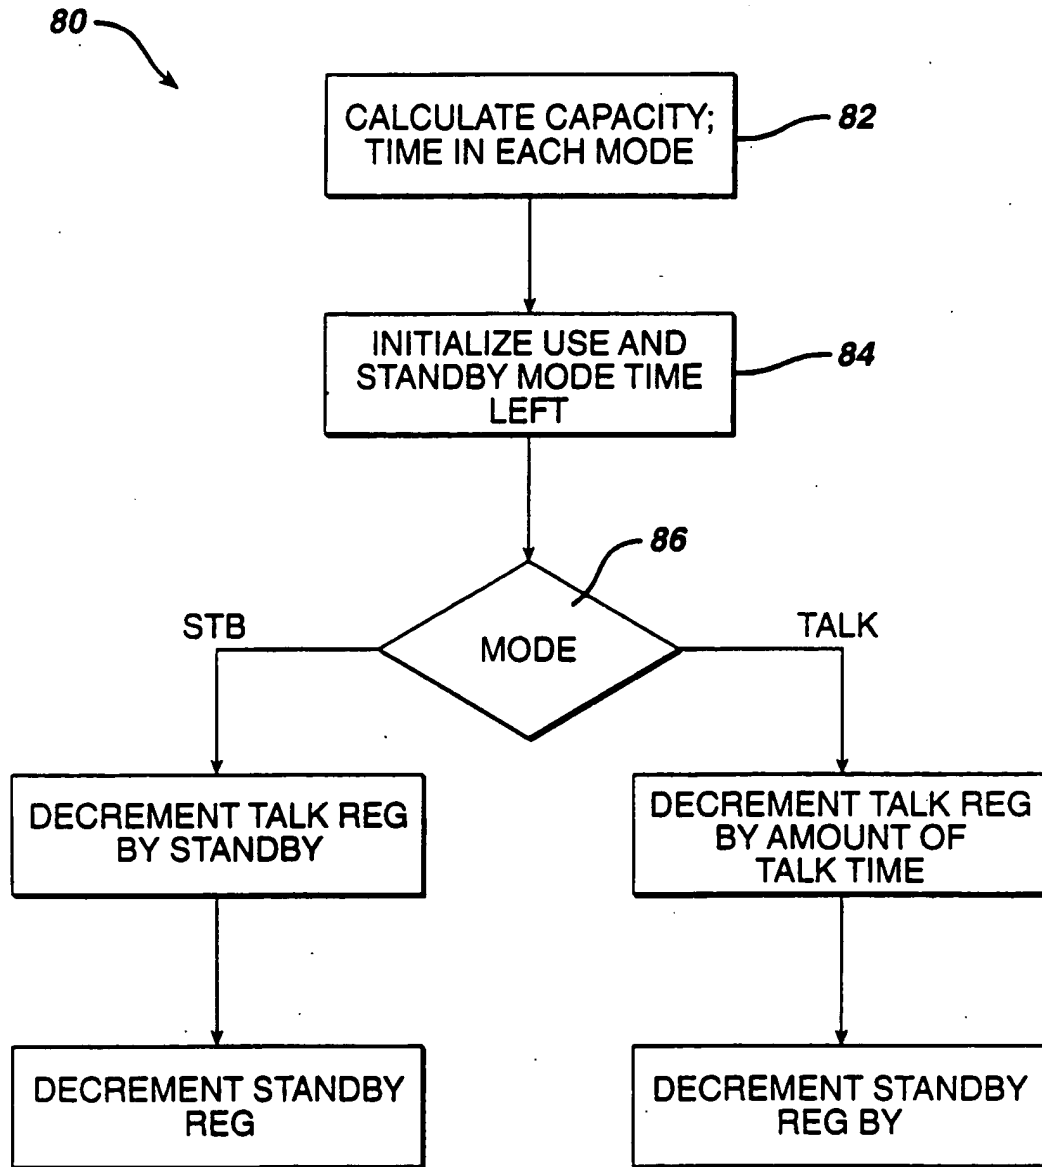 80
CALCULATE CAPACITY;
TIME IN EACH MODE
82
INITIALIZE USE AND
STANDBY MODE TIME
LEFT
84
86
MODE
STB
TALK
DECREMENT TALK REG
BY STANDBY
DECREMENT TALK REG
BY AMOUNT OF
TALK TIME
DECREMENT STANDBY
REG
DECREMENT STANDBY
REG BY